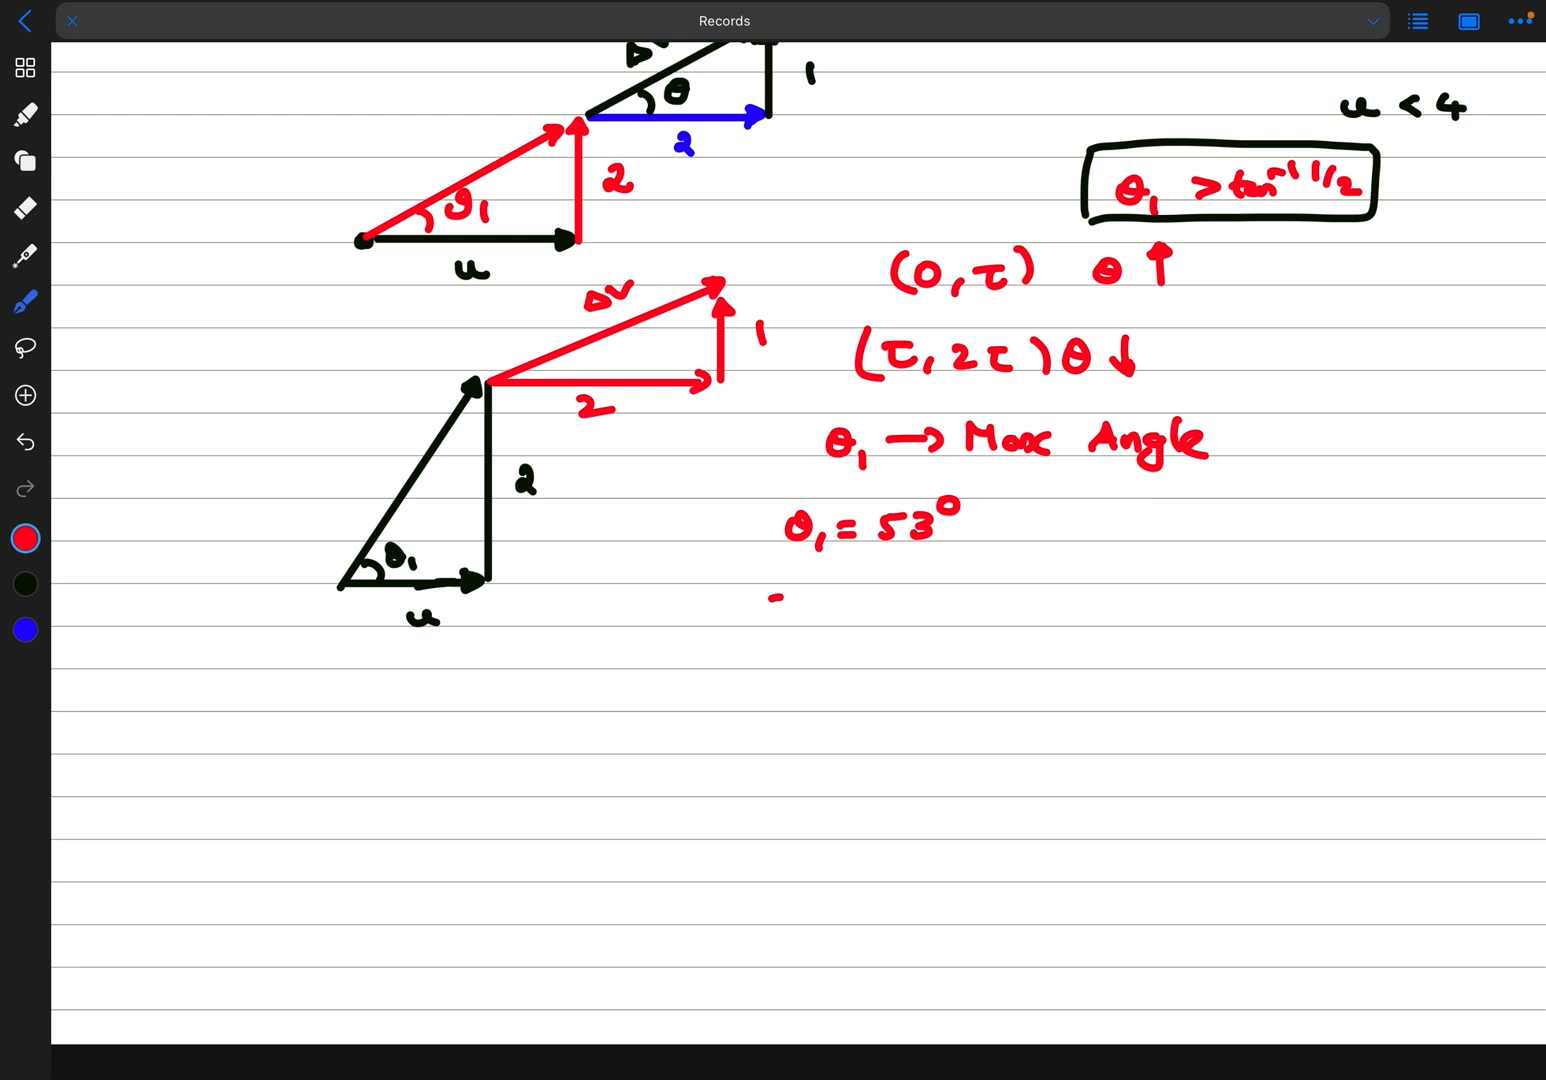 Records
1
θ
2
u < 4
θ₁ > tan⁻¹ 1/2
2
θ₁
u
(0, τ) θ ↑
ΔV
1
(τ, 2τ) θ ↓
2
θ₁ → Max Angle
2
θ₁ = 53°
θ₁
u